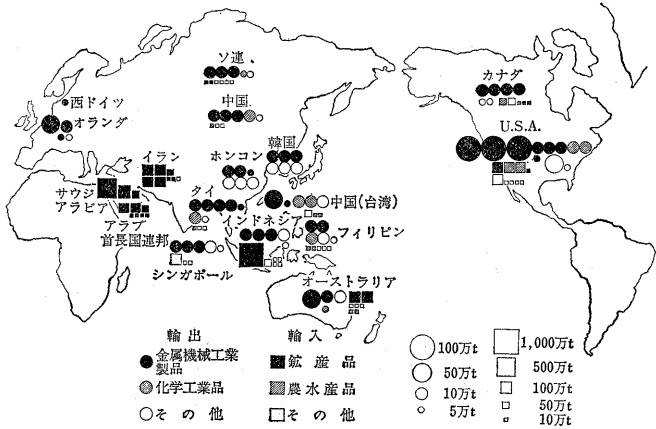 ソ連
カナダ
西ドイツ
オランダ
中国
U.S.A.
韓国
イラン
ホンコン
サウジ
アラビア
タイ
中国(台湾)
アラブ
首長国連邦
インドネシア
フィリピン
シンガポール
オーストラリア
輸出
金属機械工業
製品
化学工業品
その他
輸入
鉱産品
農水産品
その他
100万t
50万t
10万t
5万t
1,000万t
500万t
100万t
50万t
10万t